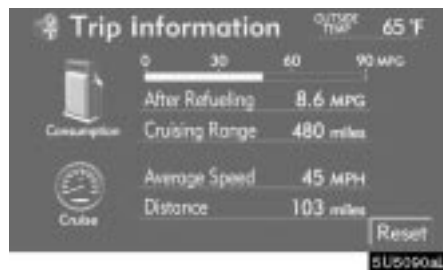 Trip information OUTSIDE TEMP 65 °F
0 30 60 90 MPG
After Refueling 8.6 MPG
Consumption
Cruising Range 480 miles
Average Speed 45 MPH
Cruise
Distance 103 miles
Reset
5U5090aL